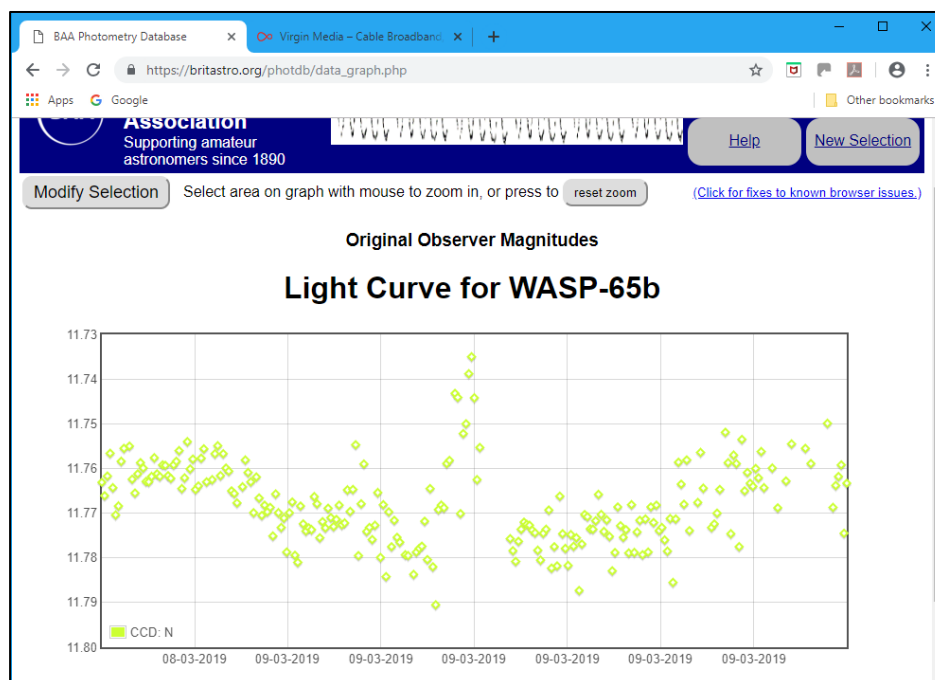 BAA Photometry Database
Virgin Media – Cable Broadband,
https://britastro.org/photdb/data_graph.php
Apps
Google
Other bookmarks
Association
Supporting amateur
astronomers since 1890
Help
New Selection
Modify Selection
Select area on graph with mouse to zoom in, or press to
reset zoom
(Click for fixes to known browser issues.)
Original Observer Magnitudes
Light Curve for WASP-65b
11.73
11.74
11.75
11.76
11.77
11.78
11.79
11.80
CCD: N
08-03-2019
09-03-2019
09-03-2019
09-03-2019
09-03-2019
09-03-2019
09-03-2019